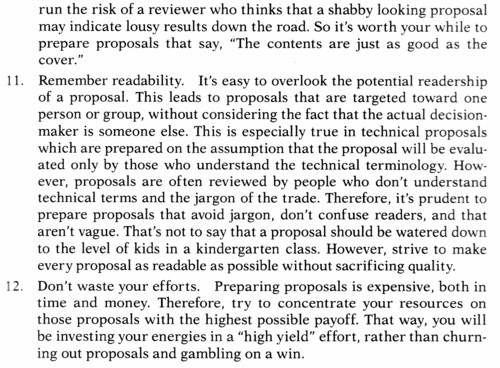 run the risk of a reviewer who thinks that a shabby looking proposal
may indicate lousy results down the road. So it's worth your while to
prepare proposals that say, "The contents are just as good as the
cover."
11. Remember readability. It's easy to overlook the potential readership
of a proposal. This leads to proposals that are targeted toward one
person or group, without considering the fact that the actual decision-
maker is someone else. This is especially true in technical proposals
which are prepared on the assumption that the proposal will be evalu-
ated only by those who understand the technical terminology. How-
ever, proposals are often reviewed by people who don't understand
technical terms and the jargon of the trade. Therefore, it's prudent to
prepare proposals that avoid jargon, don't confuse readers, and that
aren't vague. That's not to say that a proposal should be watered down
to the level of kids in a kindergarten class. However, strive to make
every proposal as readable as possible without sacrificing quality.
12. Don't waste your efforts. Preparing proposals is expensive, both in
time and money. Therefore, try to concentrate your resources on
those proposals with the highest possible payoff. That way, you will
be investing your energies in a "high yield" effort, rather than churn-
ing out proposals and gambling on a win.